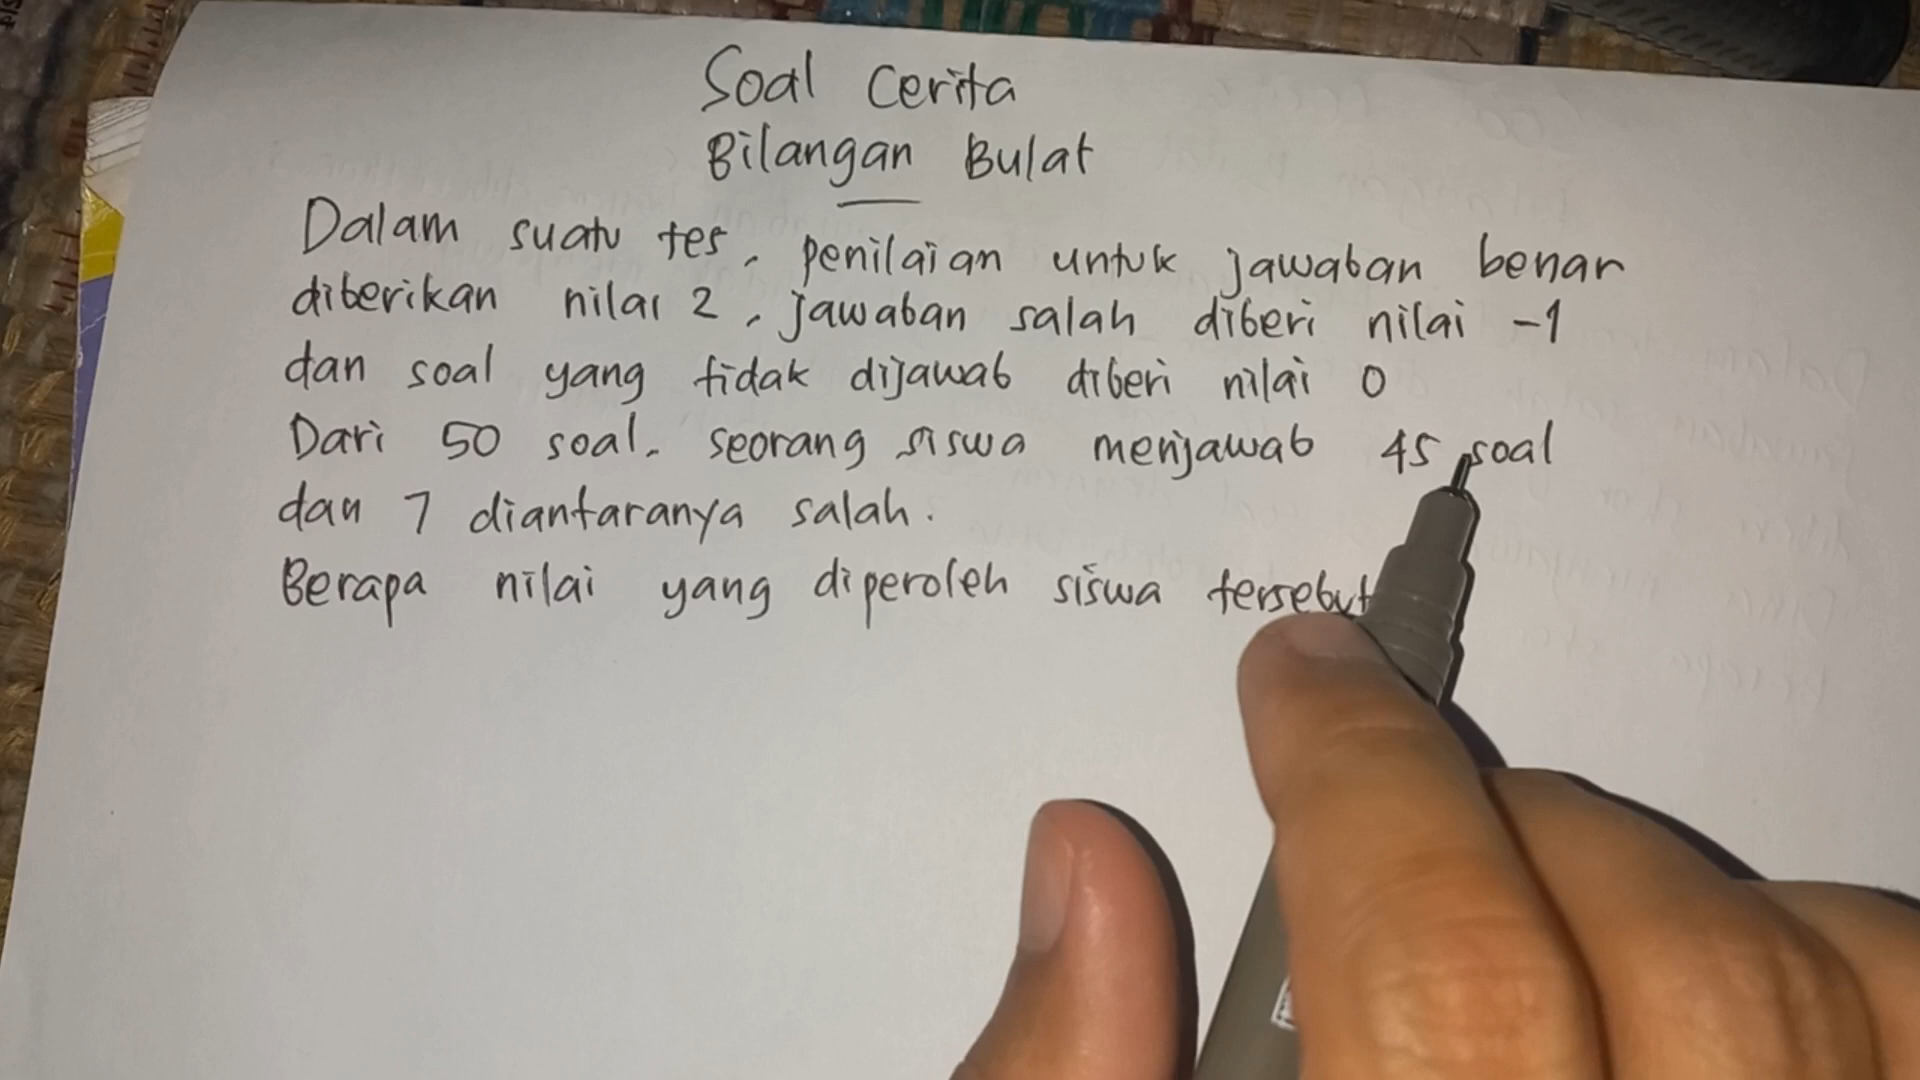 Soal Cerita
Bilangan Bulat
Dalam suatu tes, penilaian untuk jawaban benar
diberikan nilai 2, jawaban salah diberi nilai -1
dan soal yang tidak dijawab diberi nilai 0
Dari 50 soal, seorang siswa menjawab 45 soal
dan 7 diantaranya salah.
Berapa nilai yang diperoleh siswa tersebut